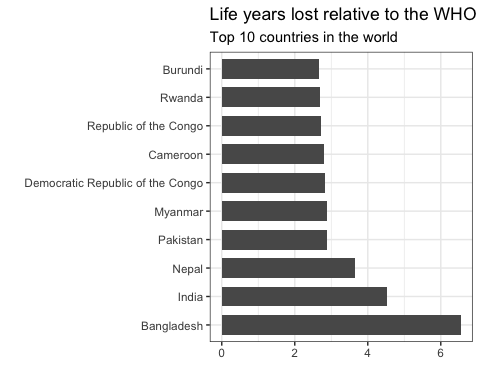 Life years lost relative to the WHO
Top 10 countries in the world
Burundi
Rwanda
Republic of the Congo
Cameroon
Democratic Republic of the Congo
Myanmar
Pakistan
Nepal
India
Bangladesh
0 2 4 6